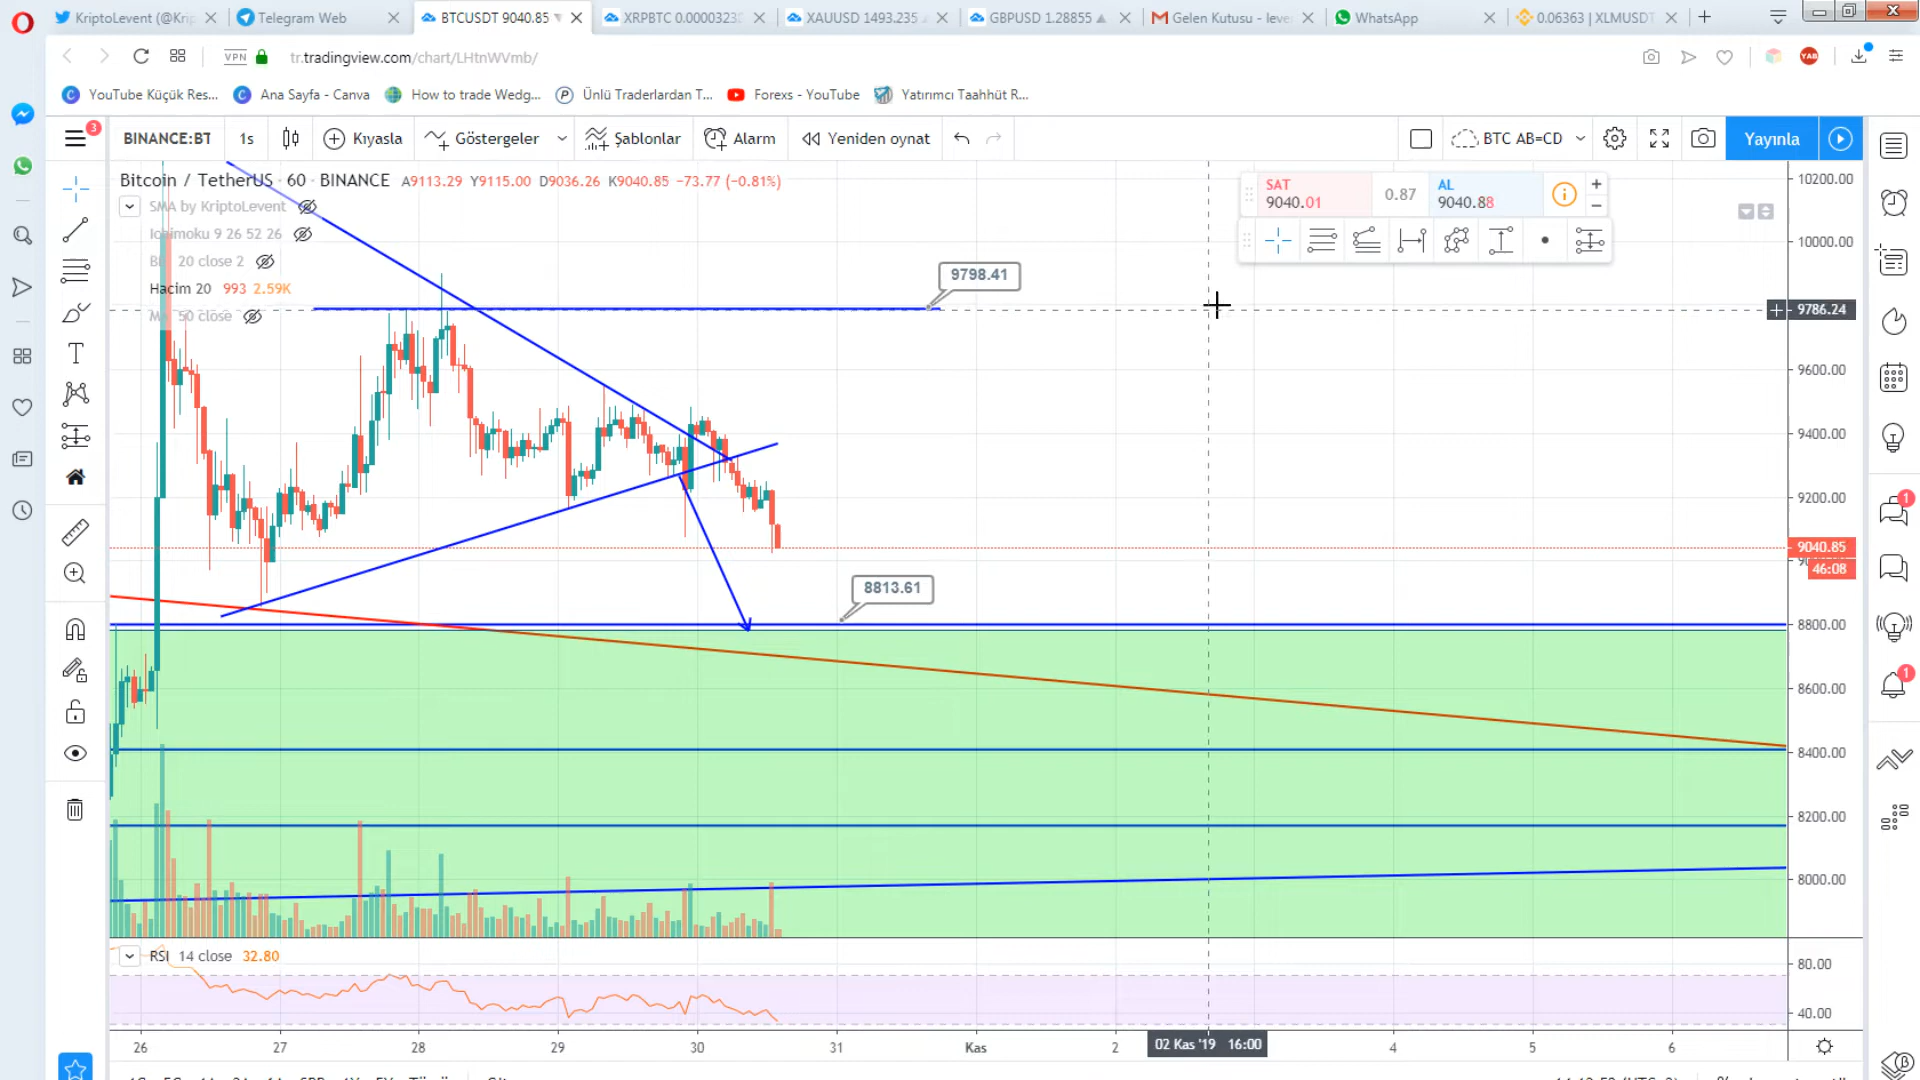 KriptoLevent (@Krip
Telegram Web
BTCUSDT 9040.85
XRPBTC 0.0000323
XAUUSD 1493.235
GBPUSD 1.28855
Gelen Kutusu - leve
WhatsApp
0.06363 | XLMUSDT
VPN
tr.tradingview.com/chart/LHtnWVmb/
YAB
YouTube Küçük Res...
Ana Sayfa - Canva
How to trade Wedg...
Ünlü Traderlardan T...
Forexs - YouTube
Yatırımcı Taahhüt R...
3
BINANCE:BT
1s
Kıyasla
Göstergeler
Şablonlar
Alarm
Yeniden oynat
BTC AB=CD
Yayınla
Bitcoin / TetherUS · 60 · BINANCE A9113.29 Y9115.00 D9036.26 K9040.85 −73.77 (−0.81%)
SMA by KriptoLevent
Ichimoku 9 26 52 26
20 close 2
Hacim 20 993 2.59K
50 close
SAT
9040.01
0.87
AL
9040.88
9798.41
8813.61
10200.00
10000.00
9786.24
9600.00
9400.00
9200.00
9040.85
46:08
8800.00
8600.00
8400.00
8200.00
8000.00
RSI 14 close 32.80
80.00
40.00
26
27
28
29
30
31
Kas
2
02 Kas '19 16:00
4
5
6
1
1
1